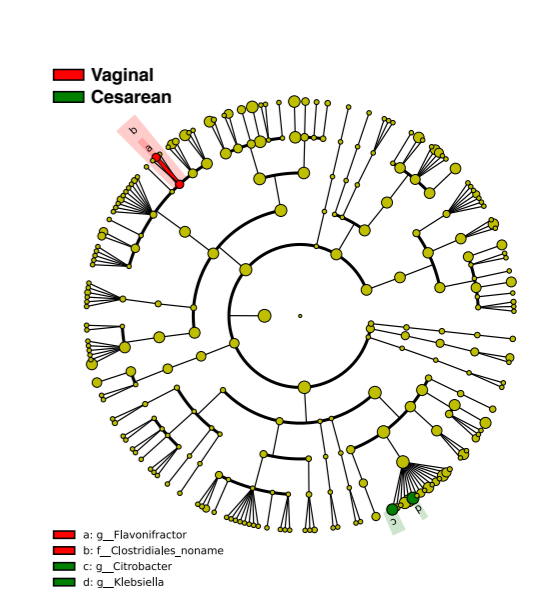 Vaginal
Cesarean
b
a
c
d
a: g__Flavonifractor
b: f__Clostridiales_noname
c: g__Citrobacter
d: g__Klebsiella